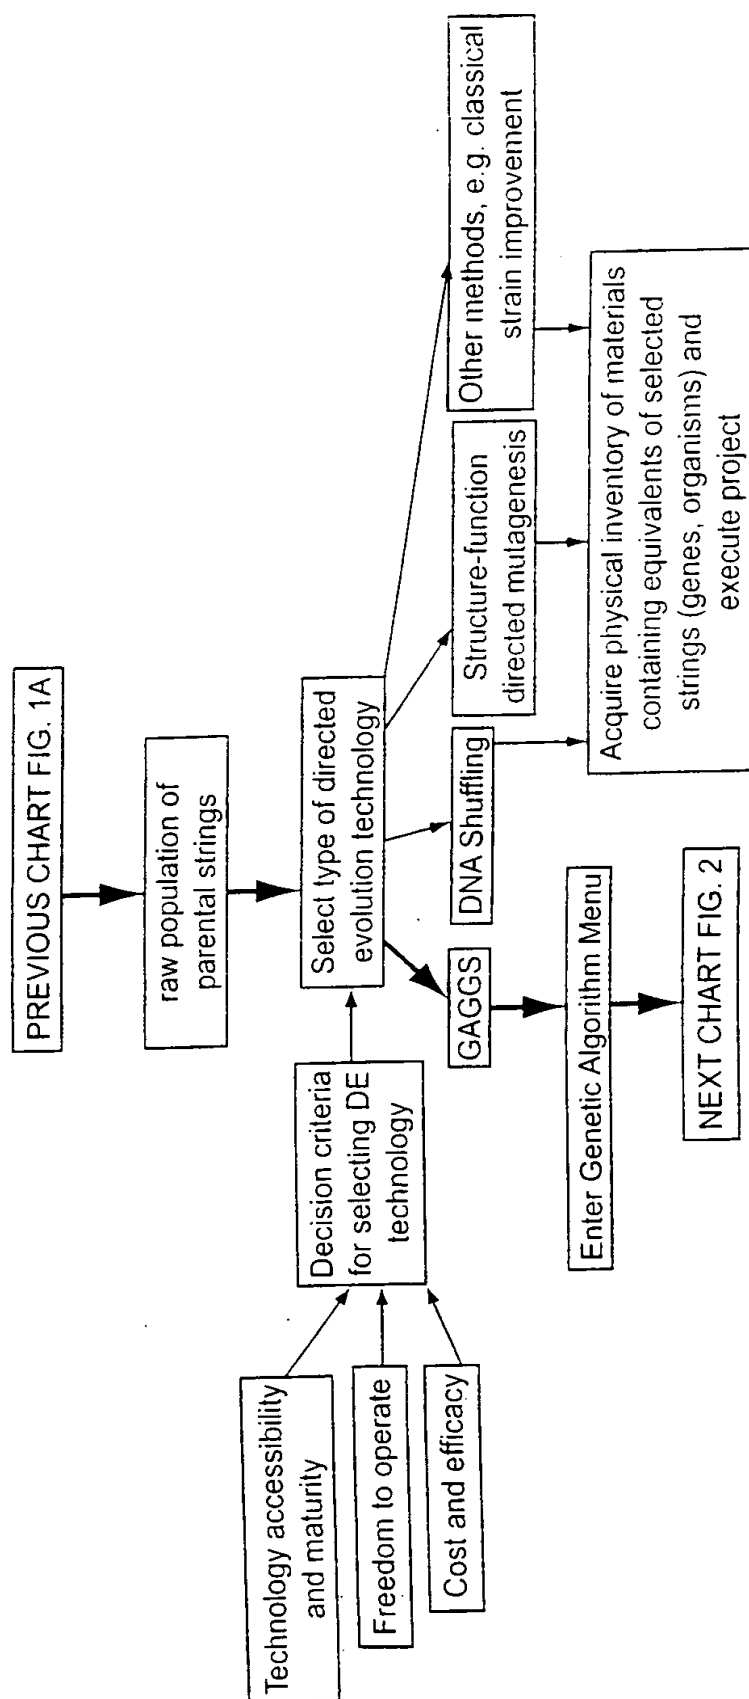 PREVIOUS CHART FIG. 1A
raw population of
parental strings
Technology accessibility
and maturity
Freedom to operate
Cost and efficacy
Decision criteria
for selecting DE
technology
Select type of directed
evolution technology
GAGGS
DNA Shuffling
Structure-function
directed mutagenesis
Other methods, e.g. classical
strain improvement
Enter Genetic Algorithm Menu
Acquire physical inventory of materials
containing equivalents of selected
strings (genes, organisms) and
execute project
NEXT CHART FIG. 2